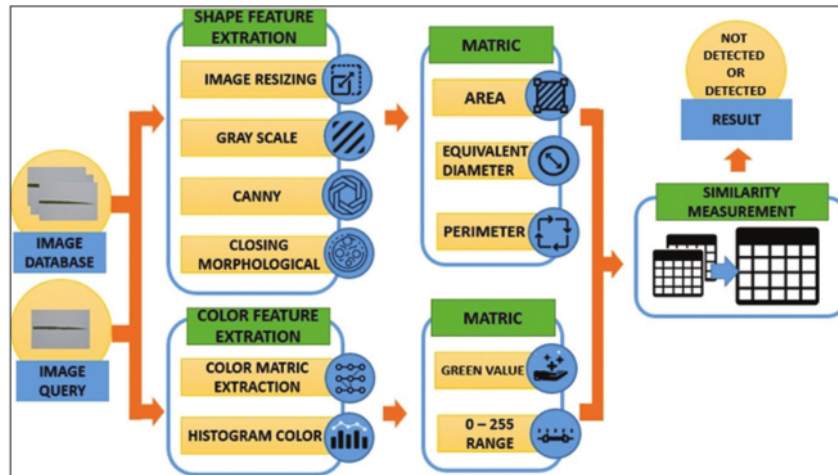 SHAPE FEATURE
EXTRATION
IMAGE RESIZING
GRAY SCALE
CANNY
CLOSING
MORPHOLOGICAL
MATRIC
AREA
EQUIVALENT
DIAMETER
PERIMETER
NOT
DETECTED
OR
DETECTED
RESULT
SIMILARITY
MEASUREMENT
IMAGE
DATABASE
IMAGE
QUERY
COLOR FEATURE
EXTRATION
COLOR MATRIC
EXTRACTION
HISTOGRAM COLOR
MATRIC
GREEN VALUE
0 – 255
RANGE